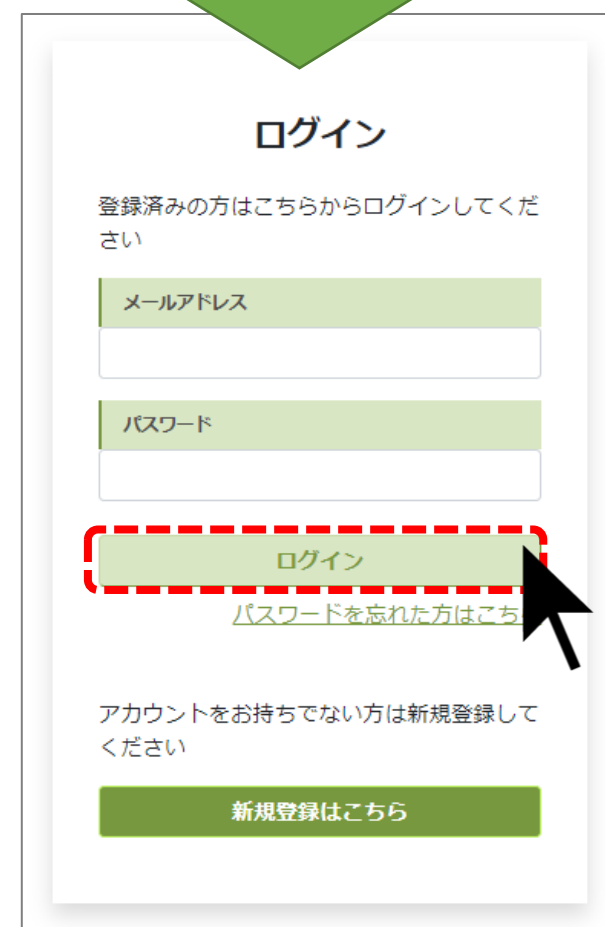 ログイン
登録済みの方はこちらからログインしてくだ
さい
メールアドレス
パスワード
ログイン
パスワードを忘れた方はこち
アカウントをお持ちでない方は新規登録して
ください
新規登録はこちら